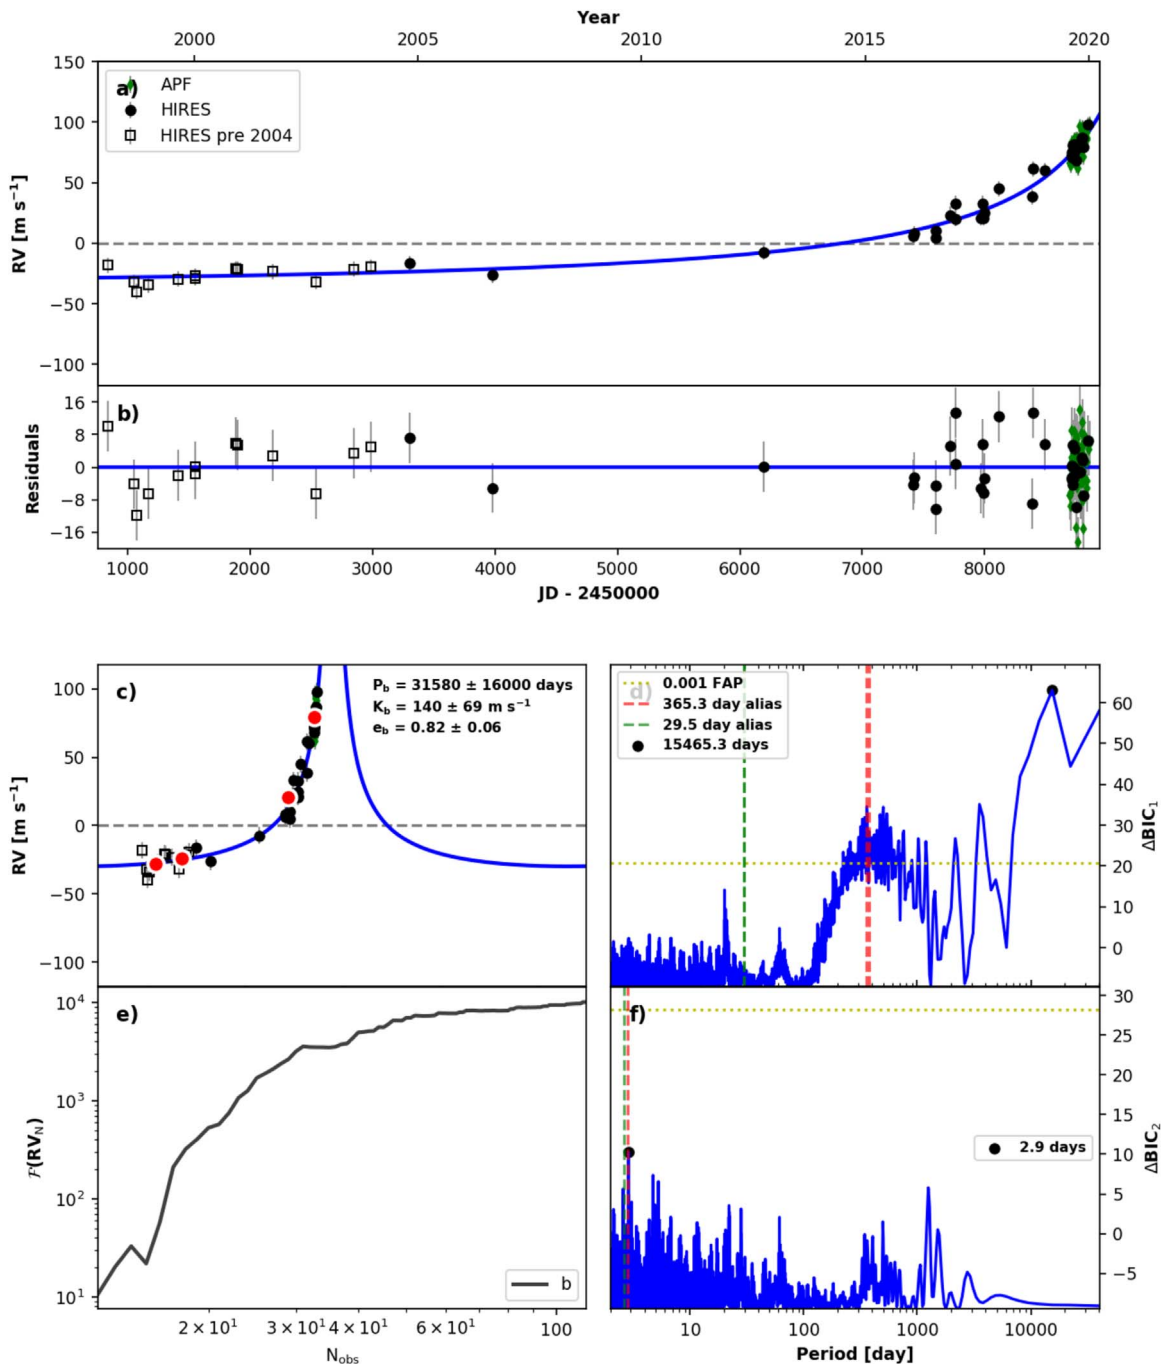 Year
2000 2005 2010 2015 2020
a)
APF
HIRES
HIRES pre 2004
RV [m s⁻¹]
150
100
50
0
−50
−100
b)
Residuals
16
8
0
−8
−16
1000 2000 3000 4000 5000 6000 7000 8000
JD - 2450000
c)
P_b = 31580 ± 16000 days
K_b = 140 ± 69 m s⁻¹
e_b = 0.82 ± 0.06
RV [m s⁻¹]
100
50
0
−50
−100
d)
0.001 FAP
365.3 day alias
29.5 day alias
15465.3 days
60
50
40
30
20
10
0
ΔBIC₁
e)
ℱ(RV_N)
10⁴
10³
10²
10¹
b
2 × 10¹ 3 × 10¹ 4 × 10¹ 6 × 10¹ 100
N_obs
f)
2.9 days
30
25
20
15
10
5
0
−5
ΔBIC₂
10 100 1000 10000
Period [day]